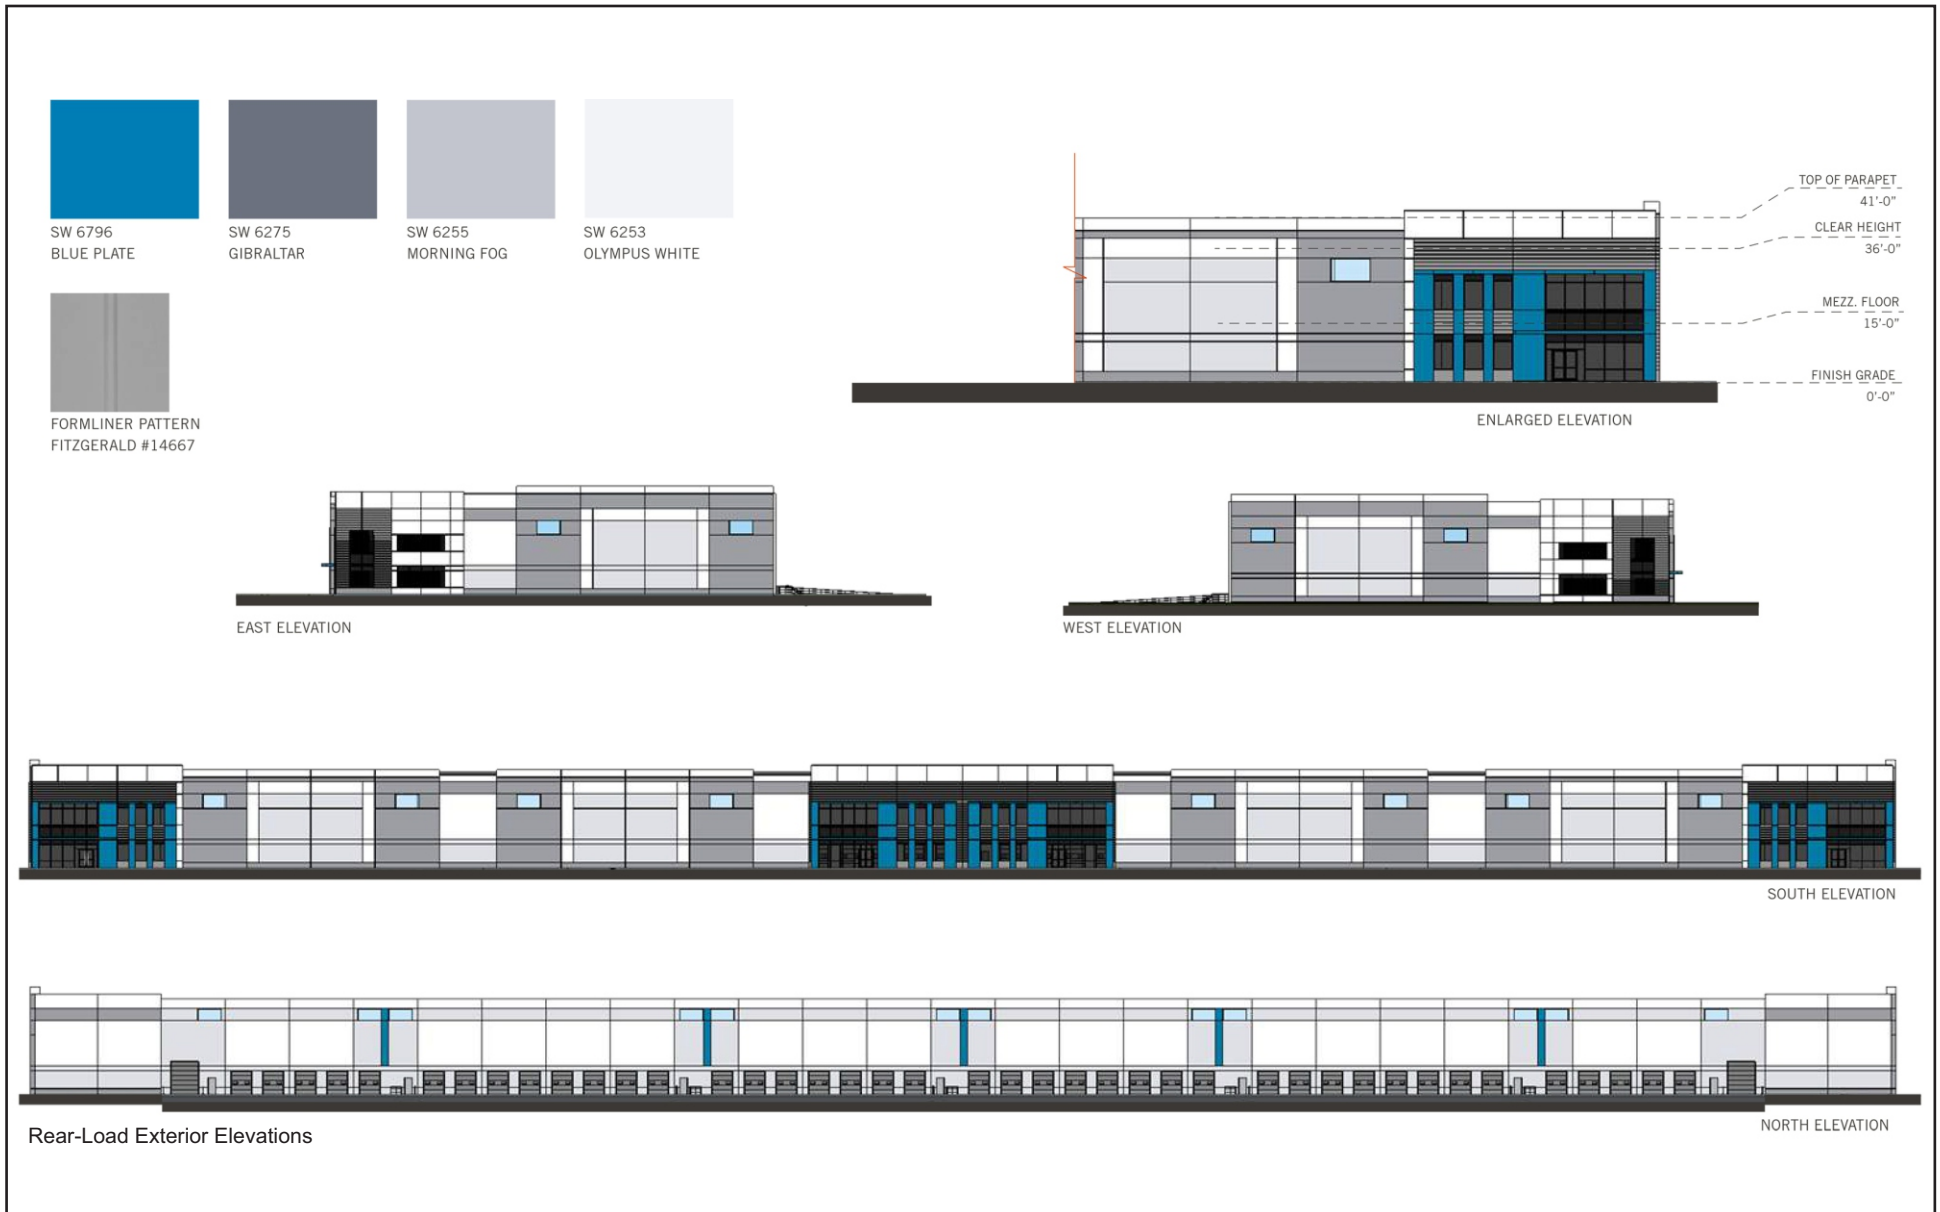 SW 6796
BLUE PLATE
SW 6275
GIBRALTAR
SW 6255
MORNING FOG
SW 6253
OLYMPUS WHITE
FORMLINER PATTERN
FITZGERALD #14667
TOP OF PARAPET
41'-0"
CLEAR HEIGHT
36'-0"
MEZZ. FLOOR
15'-0"
FINISH GRADE
0'-0"
ENLARGED ELEVATION
EAST ELEVATION
WEST ELEVATION
SOUTH ELEVATION
NORTH ELEVATION
Rear-Load Exterior Elevations